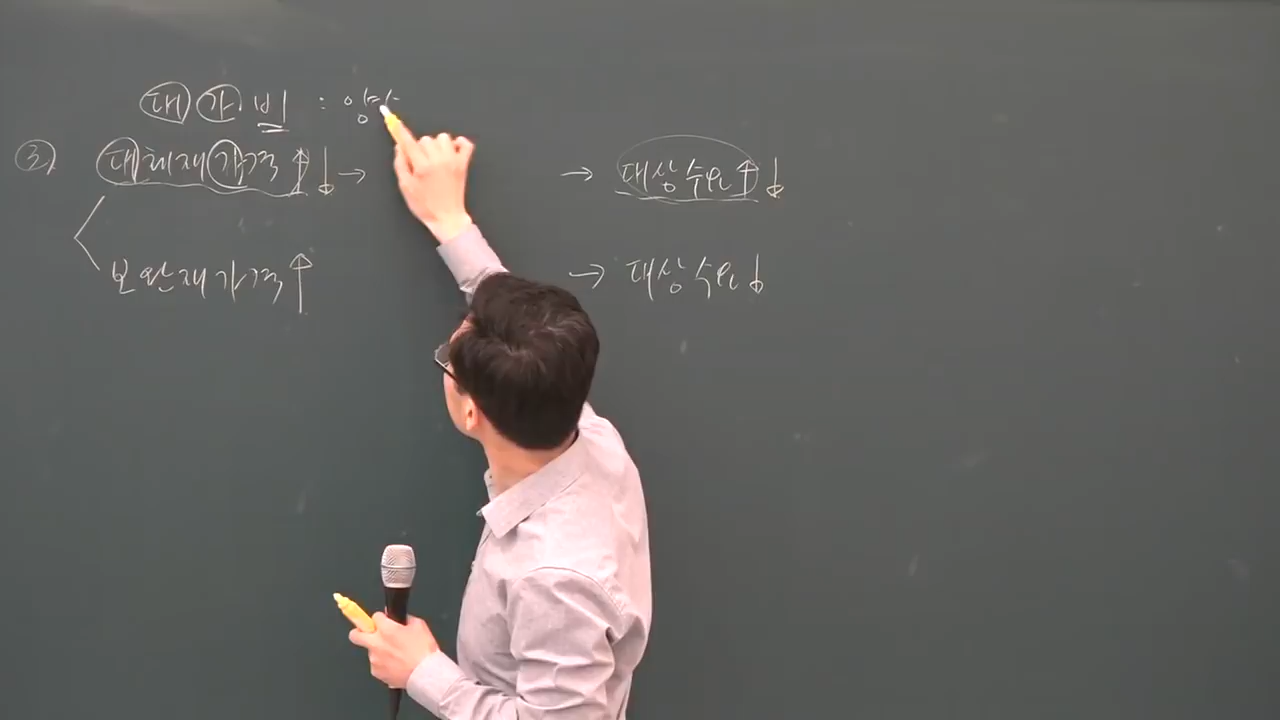 대 가 비 : 양
③ 대체재가격↑↓ → → 대상수요↑↓
보완재가격↑ → 대상수요↓